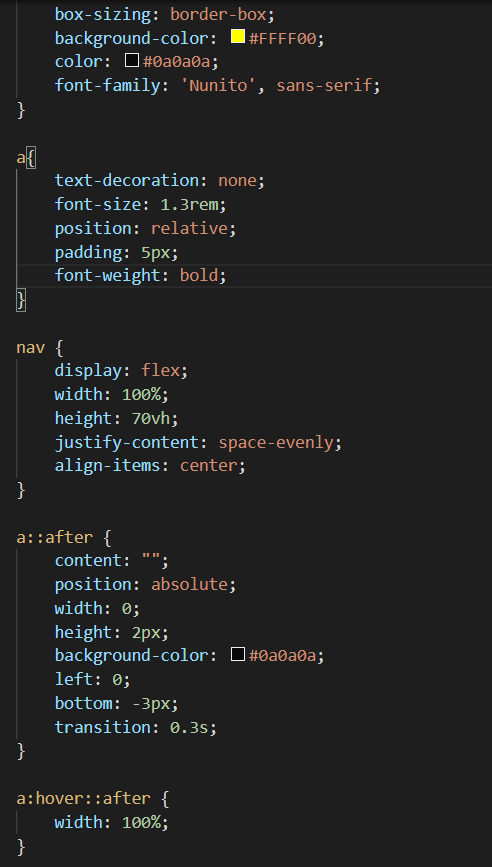 box-sizing: border-box;
    background-color: #FFFF00;
    color: #0a0a0a;
    font-family: 'Nunito', sans-serif;
}

a{
    text-decoration: none;
    font-size: 1.3rem;
    position: relative;
    padding: 5px;
    font-weight: bold;
}

nav {
    display: flex;
    width: 100%;
    height: 70vh;
    justify-content: space-evenly;
    align-items: center;
}

a::after {
    content: "";
    position: absolute;
    width: 0;
    height: 2px;
    background-color: #0a0a0a;
    left: 0;
    bottom: -3px;
    transition: 0.3s;
}

a:hover::after {
    width: 100%;
}